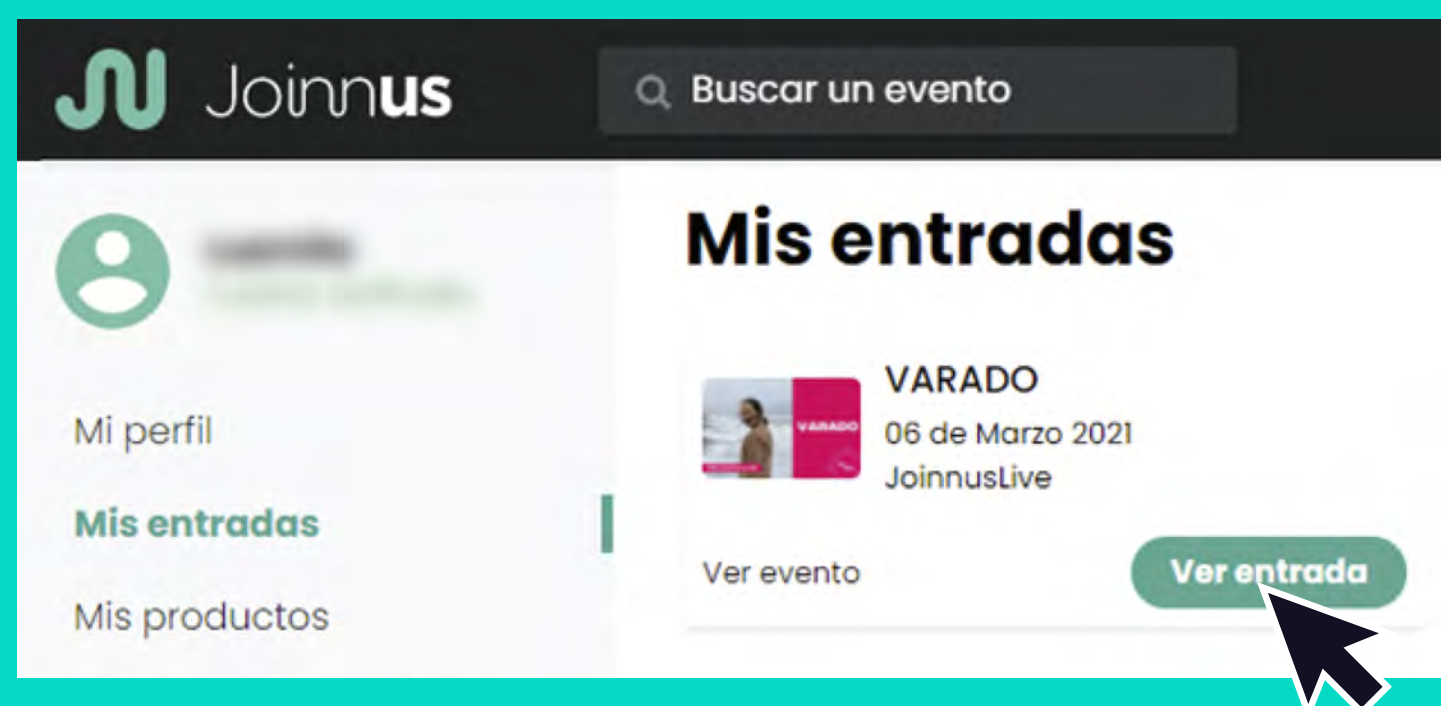 Joinnus
Buscar un evento
Mi perfil
Mis entradas
Mis productos
Mis entradas
VARADO
VARADO
06 de Marzo 2021
JoinnusLive
Ver evento
Ver entrada